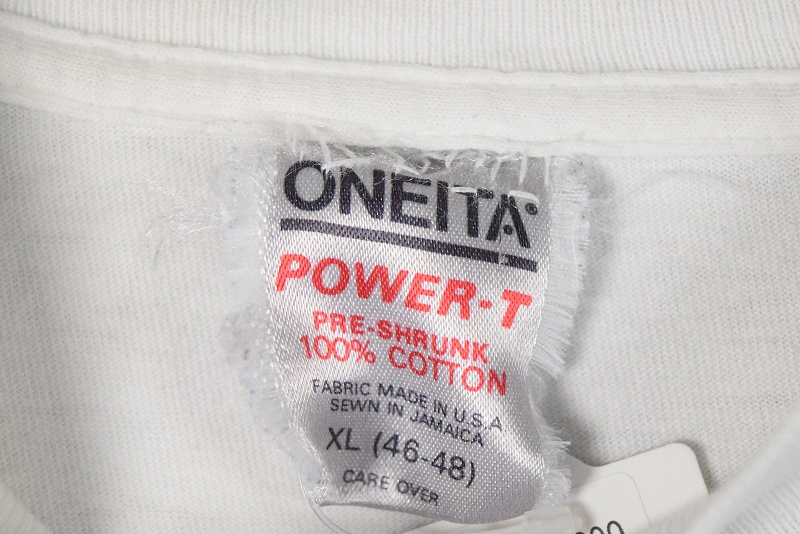 ONEITA®
POWER-T
PRE-SHRUNK
100% COTTON
FABRIC MADE IN U.S.A
SEWN IN JAMAICA
XL (46-48)
CARE OVER